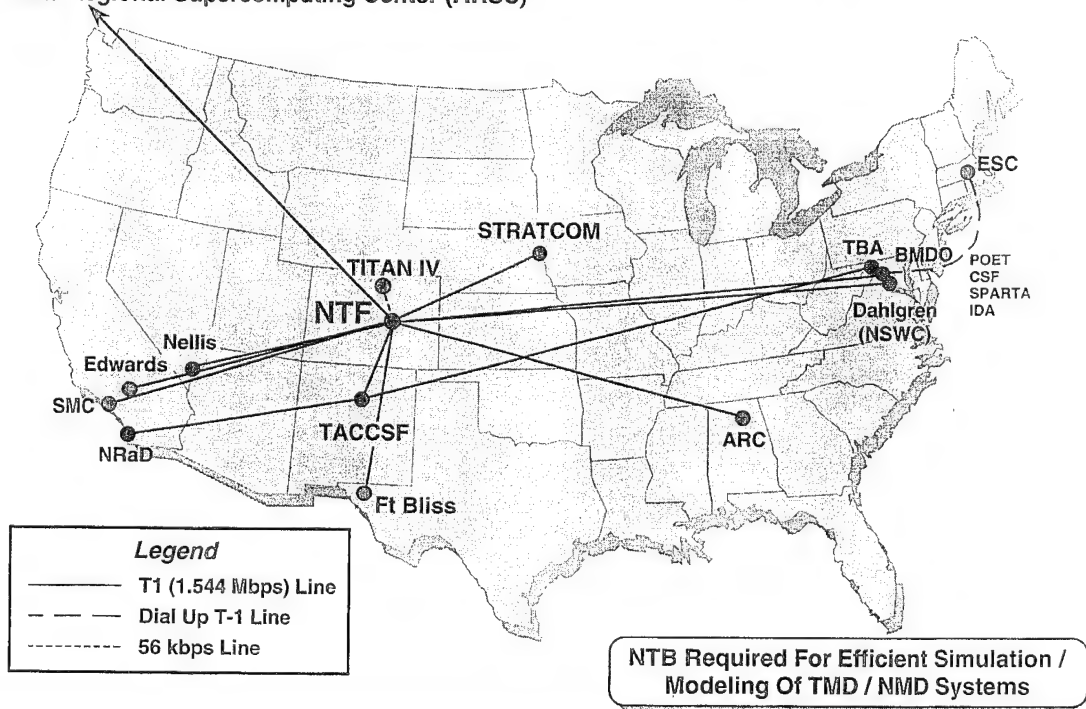 Regional Supercomputing Center (ARSC)
ESC
STRATCOM
TBA
BMDO
TITAN IV
POET
CSF
SPARTA
IDA
NTF
Dahlgren
(NSWC)
Nellis
Edwards
SMC
TACCSF
ARC
NRaD
Ft Bliss
Legend
T1 (1.544 Mbps) Line
Dial Up T-1 Line
56 kbps Line
NTB Required For Efficient Simulation /
Modeling Of TMD / NMD Systems